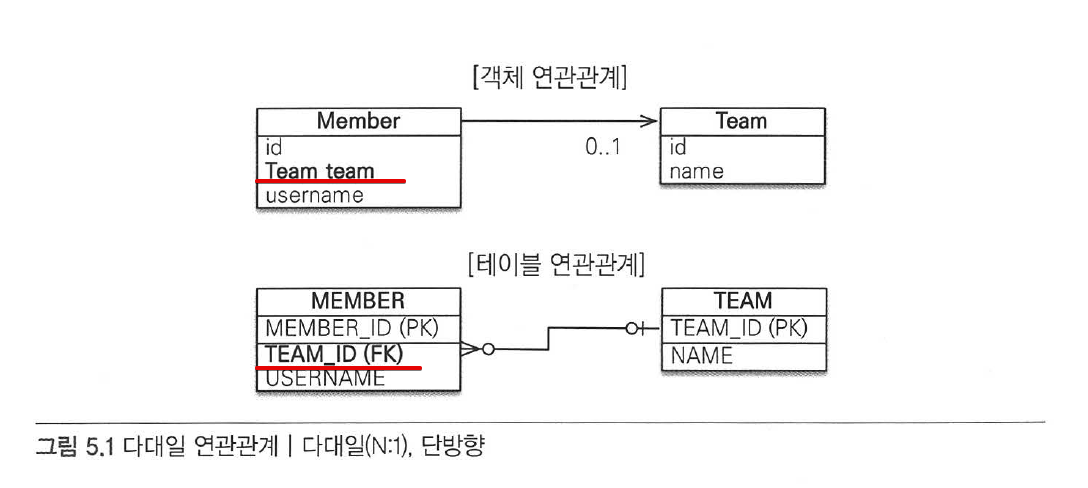 [객체 연관관계]
Member
id
Team team
username
0..1
Team
id
name
[테이블 연관관계]
MEMBER
MEMBER_ID (PK)
TEAM_ID (FK)
USERNAME
TEAM
TEAM_ID (PK)
NAME
그림 5.1 다대일 연관관계 | 다대일(N:1), 단방향